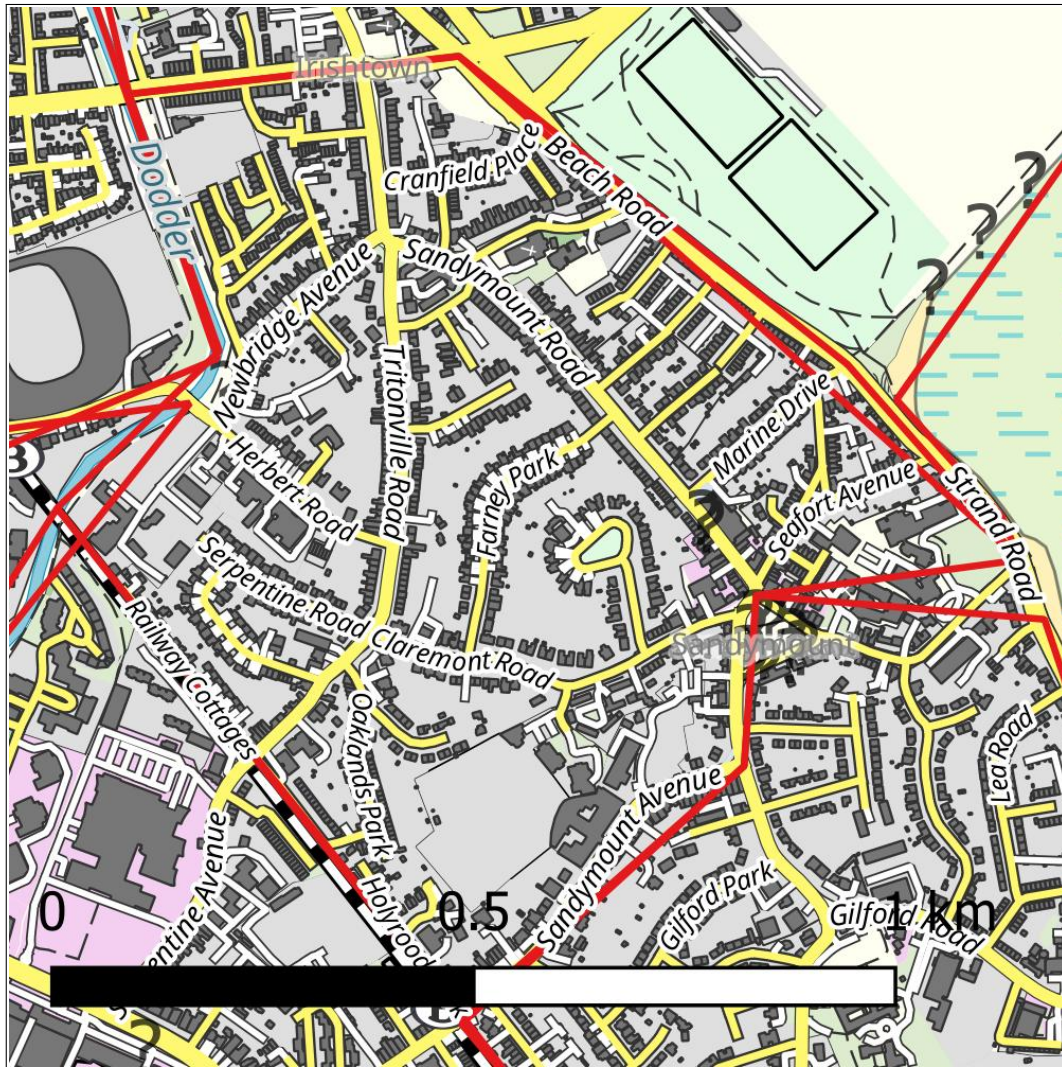 Irishtown
Cranfield Place
Beach Road
Dodder
Newbridge Avenue
Sandymount Road
Tritonville Road
Marine Drive
Herbert Road
Farney Park
Seafort Avenue
Strand Road
?
?
?
?
3
Serpentine Road
Claremont Road
Sandymount
Railway Cottages
Oaklands Park
Lea Road
Sandymount Avenue
Gilford Park
Gilford Road
Holyrood
0
0.5
1 km
entine Avenue
?